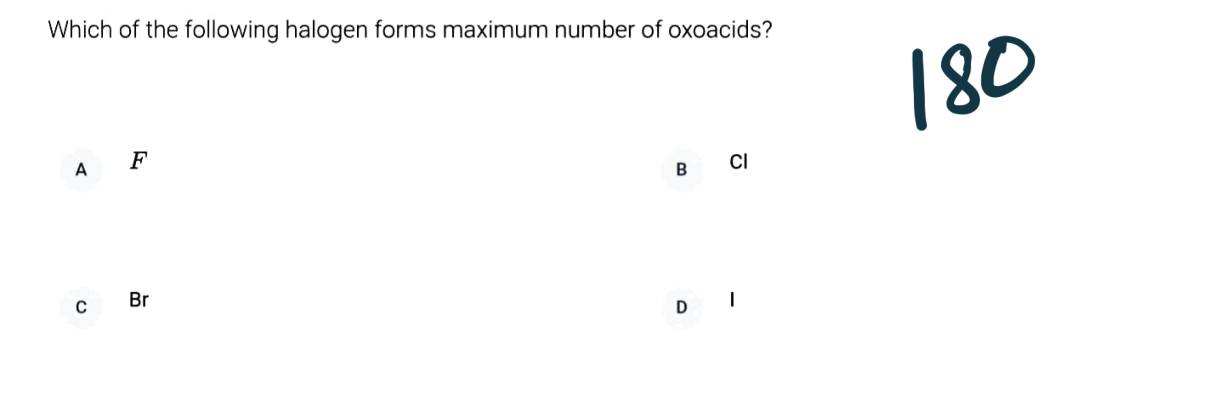 Which of the following halogen forms maximum number of oxoacids?
180
A F
B Cl
C Br
D I